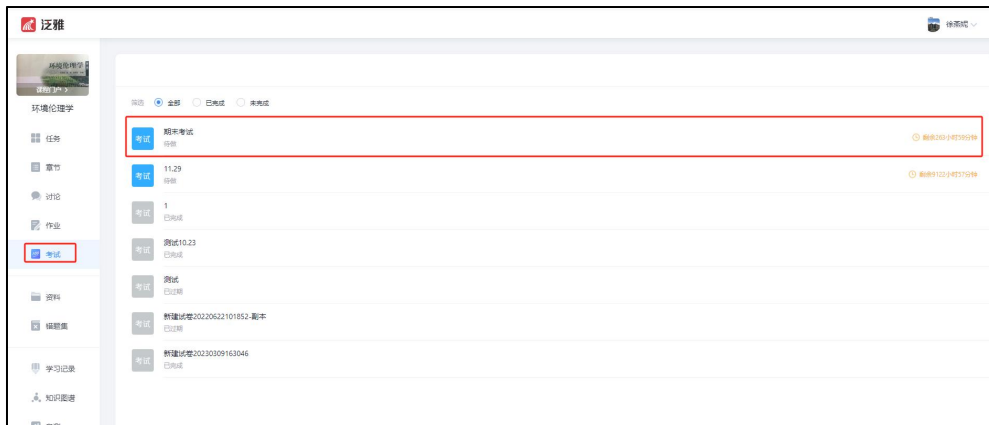 泛雅
徐燕妮
环境伦理学
课程门户 >
环境伦理学
任务
章节
讨论
作业
考试
资料
错题集
学习记录
知识图谱
筛选 全部 已完成 未完成
考试 期末考试
待做
剩余263小时59分钟
考试 11.29
待做
剩余9122小时57分钟
考试 1
已完成
考试 测试10.23
已完成
考试 测试
已过期
考试 新建试卷20220622101852-副本
已过期
考试 新建试卷20230309163046
已完成